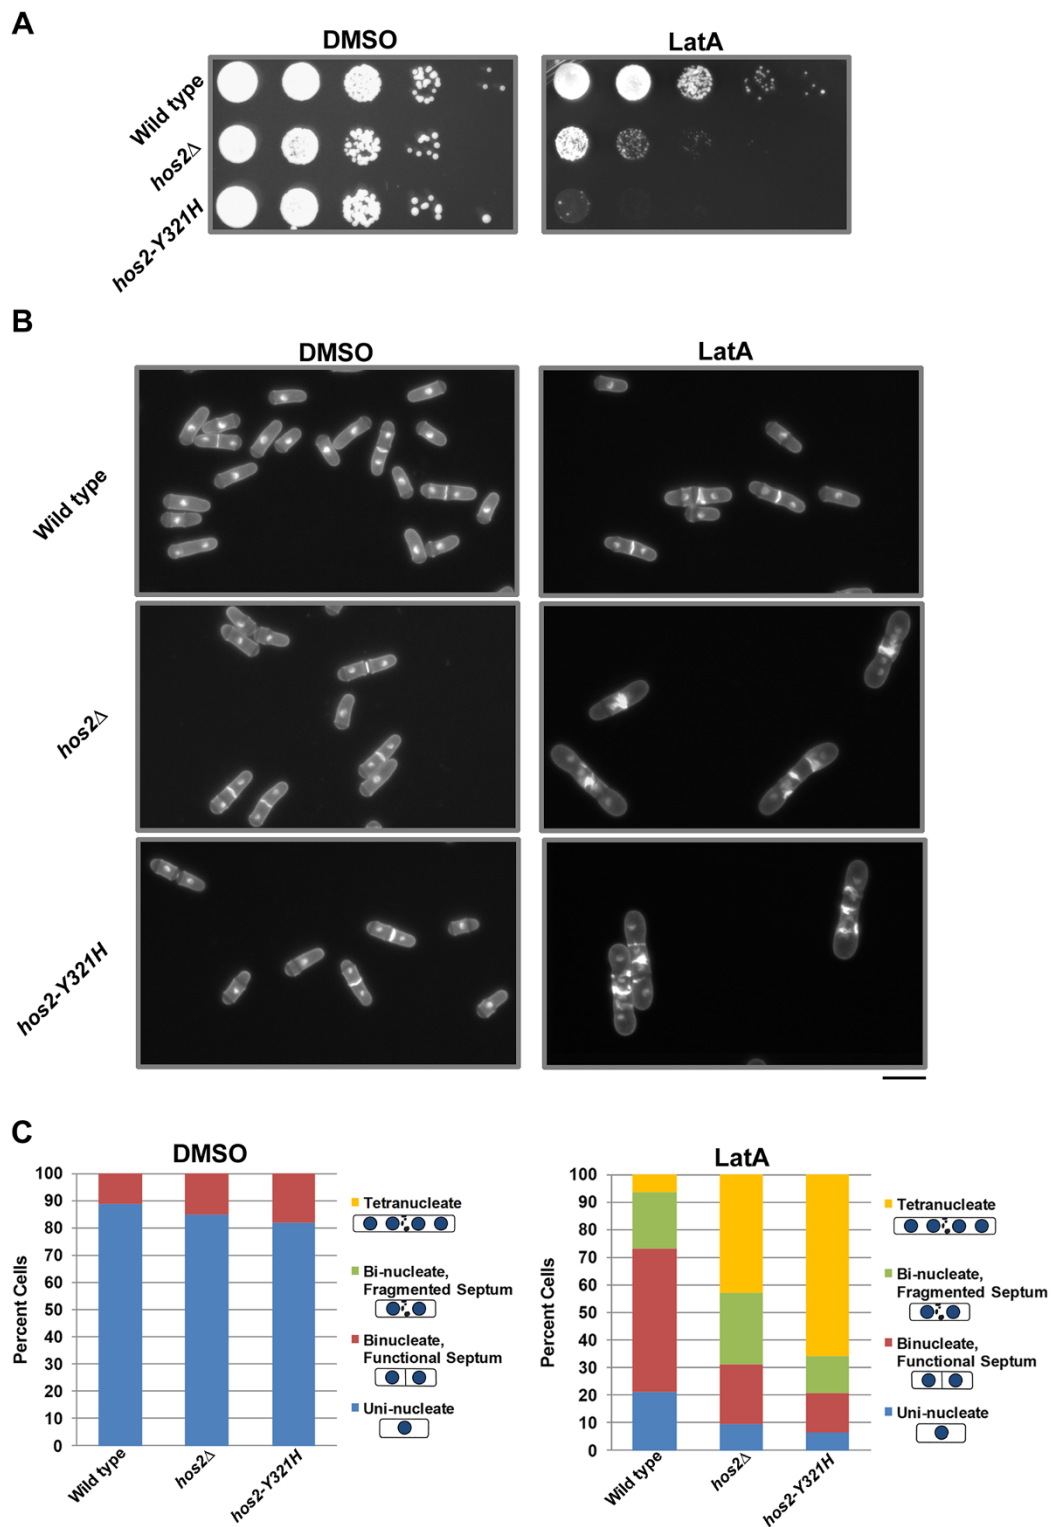 A
DMSO
LatA
Wild type
hos2Δ
hos2-Y321H
B
DMSO
LatA
Wild type
hos2Δ
hos2-Y321H
C
DMSO
Percent Cells
100
90
80
70
60
50
40
30
20
10
0
Wild type
hos2Δ
hos2-Y321H
Tetranucleate
Bi-nucleate,
Fragmented Septum
Binucleate,
Functional Septum
Uni-nucleate
LatA
Percent Cells
100
90
80
70
60
50
40
30
20
10
0
Wild type
hos2Δ
hos2-Y321H
Tetranucleate
Bi-nucleate,
Fragmented Septum
Binucleate,
Functional Septum
Uni-nucleate